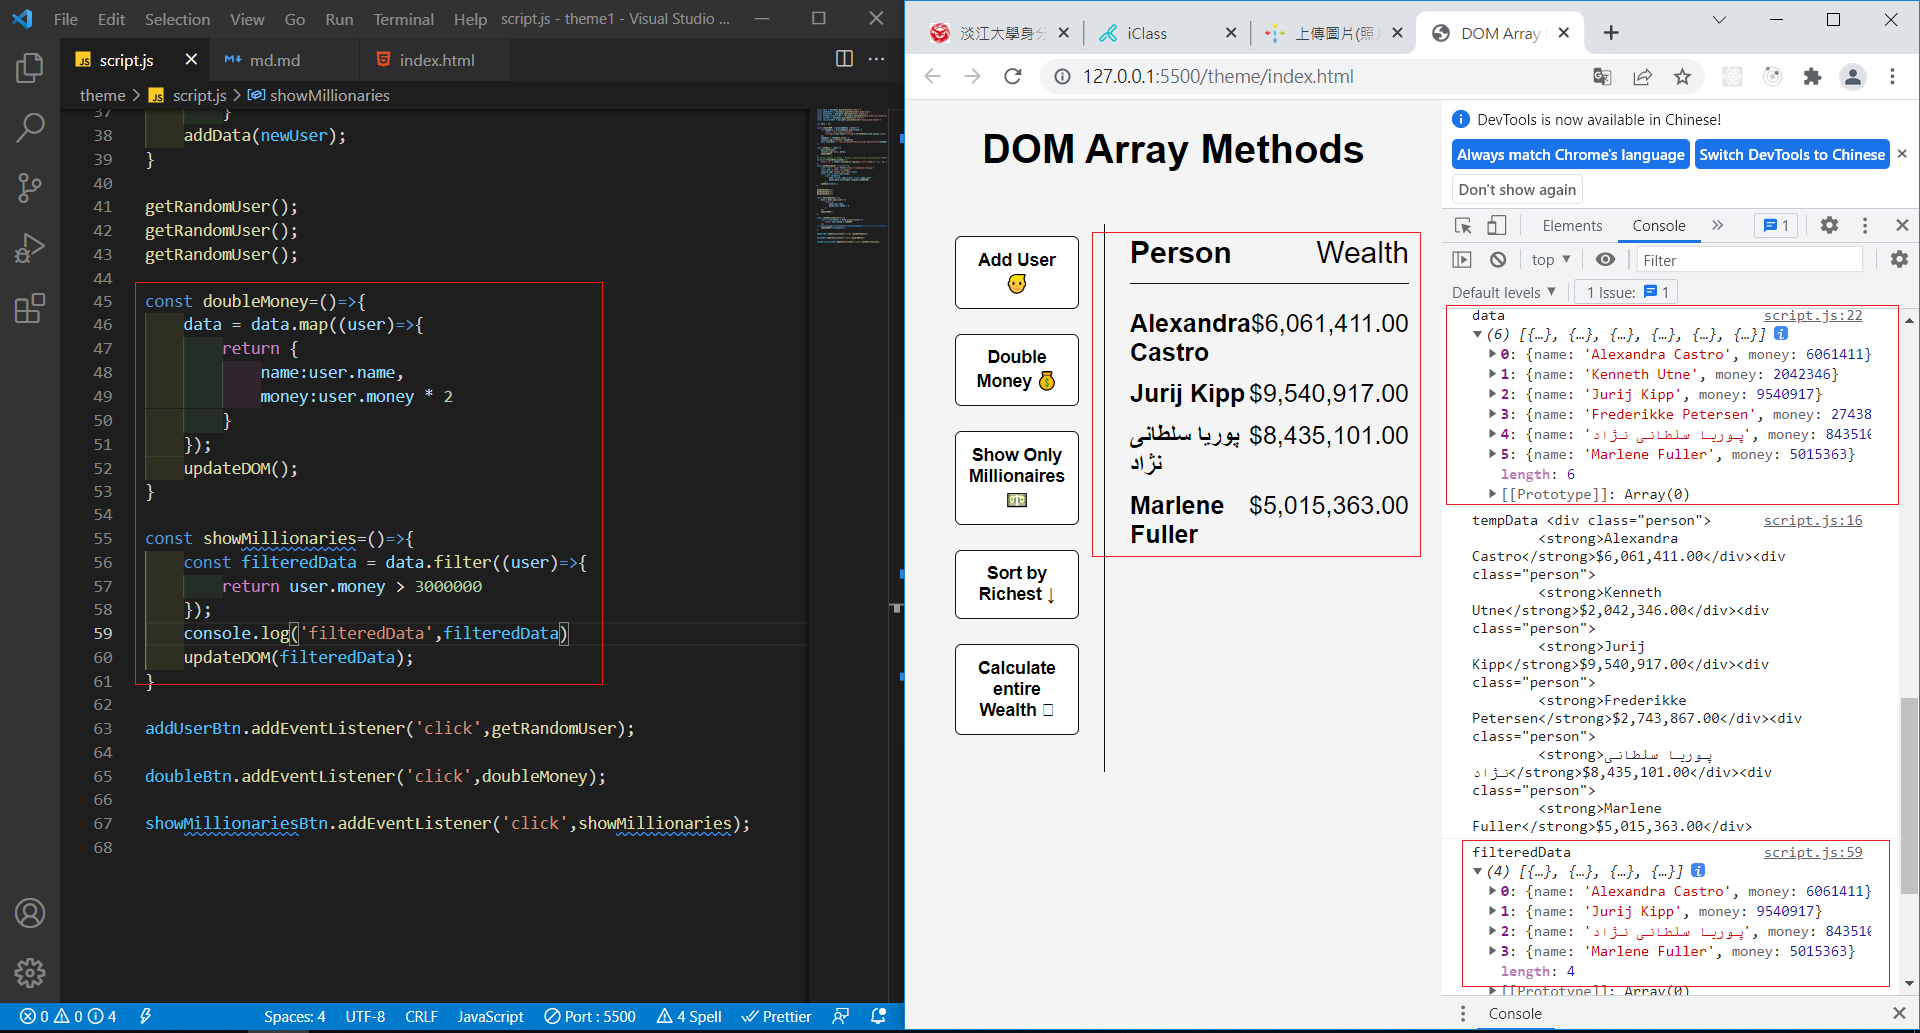 File Edit Selection View Go Run Terminal Help script.js - theme1 - Visual Studio ...
script.js
md.md
index.html
theme > script.js > showMillionaries
37 }
38 addData(newUser);
39 }
40
41 getRandomUser();
42 getRandomUser();
43 getRandomUser();
44
45 const doubleMoney=()=>{
46 data = data.map((user)=>{
47 return {
48 name:user.name,
49 money:user.money * 2
50 }
51 });
52 updateDOM();
53 }
54
55 const showMillionaries=()=>{
56 const filteredData = data.filter((user)=>{
57 return user.money > 3000000
58 });
59 console.log('filteredData',filteredData)
60 updateDOM(filteredData);
61 }
62
63 addUserBtn.addEventListener('click',getRandomUser);
64
65 doubleBtn.addEventListener('click',doubleMoney);
66
67 showMillionariesBtn.addEventListener('click',showMillionaries);
68
0 0 4 Spaces: 4 UTF-8 CRLF JavaScript Port : 5500 4 Spell Prettier
淡江大學身分
iClass
上傳圖片(照
DOM Array
127.0.0.1:5500/theme/index.html
DOM Array Methods
Add User
Double
Money
Show Only
Millionaires
Sort by
Richest ↓
Calculate
entire
Wealth
Person Wealth
Alexandra $6,061,411.00
Castro
Jurij Kipp $9,540,917.00
پوریا سلطانی $8,435,101.00
نژاد
Marlene $5,015,363.00
Fuller
DevTools is now available in Chinese!
Always match Chrome's language
Switch DevTools to Chinese
Don't show again
Elements Console » 1
top ▼ Filter
Default levels ▼ 1 Issue: 1
data script.js:22
(6) [{…}, {…}, {…}, {…}, {…}, {…}]
0: {name: 'Alexandra Castro', money: 6061411}
1: {name: 'Kenneth Utne', money: 2042346}
2: {name: 'Jurij Kipp', money: 9540917}
3: {name: 'Frederikke Petersen', money: 27438
4: {name: 'پوریا سلطانی نژاد', money: 843510
5: {name: 'Marlene Fuller', money: 5015363}
length: 6
[[Prototype]]: Array(0)
tempData <div class="person"> script.js:16
<strong>Alexandra
Castro</strong>$6,061,411.00</div><div
class="person">
<strong>Kenneth
Utne</strong>$2,042,346.00</div><div
class="person">
<strong>Jurij
Kipp</strong>$9,540,917.00</div><div
class="person">
<strong>Frederikke
Petersen</strong>$2,743,867.00</div><div
class="person">
<strong>پوریا سلطانی
نژاد</strong>$8,435,101.00</div><div
class="person">
<strong>Marlene
Fuller</strong>$5,015,363.00</div>
filteredData script.js:59
(4) [{…}, {…}, {…}, {…}]
0: {name: 'Alexandra Castro', money: 6061411}
1: {name: 'Jurij Kipp', money: 9540917}
2: {name: 'پوریا سلطانی نژاد', money: 843510
3: {name: 'Marlene Fuller', money: 5015363}
length: 4
[[Prototype]]: Array(0)
Console